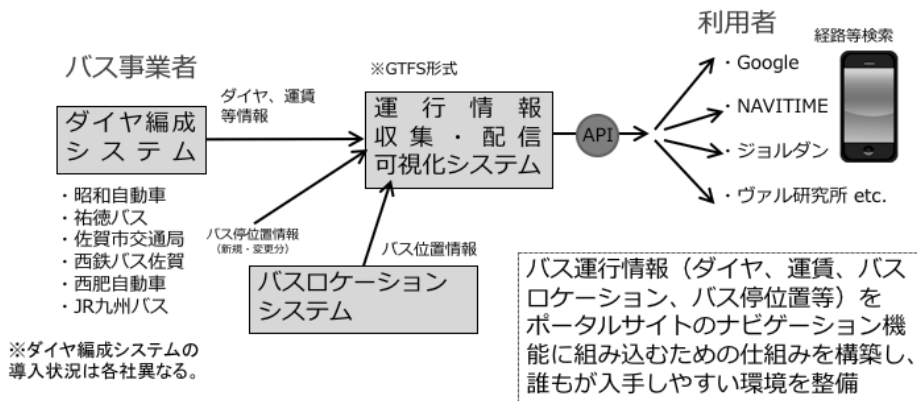 バス事業者
ダイヤ、運賃
等情報
ダイヤ編成
システム
・昭和自動車
・祐徳バス
・佐賀市交通局
・西鉄バス佐賀
・西肥自動車
・JR九州バス
※ダイヤ編成システムの
導入状況は各社異なる。
※GTFS形式
運行情報
収集・配信
可視化システム
バス停位置情報
（新規・変更分）
バス位置情報
バスロケーション
システム
API
利用者
経路等検索
・Google
・NAVITIME
・ジョルダン
・ヴァル研究所 etc.
バス運行情報（ダイヤ、運賃、バス
ロケーション、バス停位置等）を
ポータルサイトのナビゲーション機
能に組み込むための仕組みを構築し、
誰もが入手しやすい環境を整備